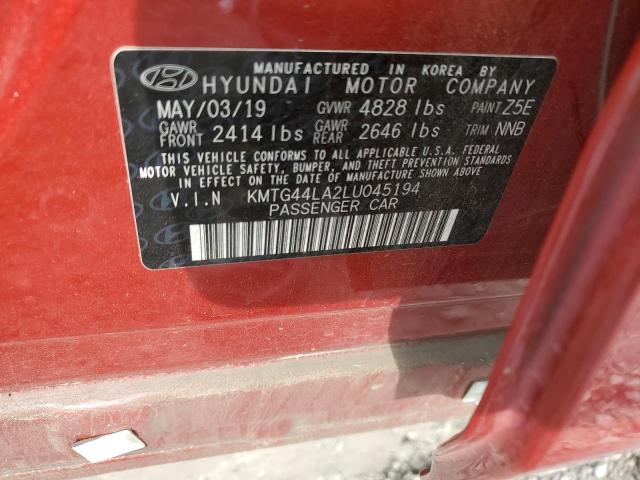 MANUFACTURED IN KOREA BY
HYUNDAI MOTOR COMPANY
MAY/03/19 GVWR 4828 lbs PAINT Z5E
GAWR FRONT 2414 lbs GAWR REAR 2646 lbs TRIM NNB
THIS VEHICLE CONFORMS TO ALL APPLICABLE U.S.A. FEDERAL
MOTOR VEHICLE SAFETY, BUMPER, AND THEFT PREVENTION STANDARDS
IN EFFECT ON THE DATE OF MANUFACTURE SHOWN ABOVE
V.I.N KMTG44LA2LU045194
PASSENGER CAR